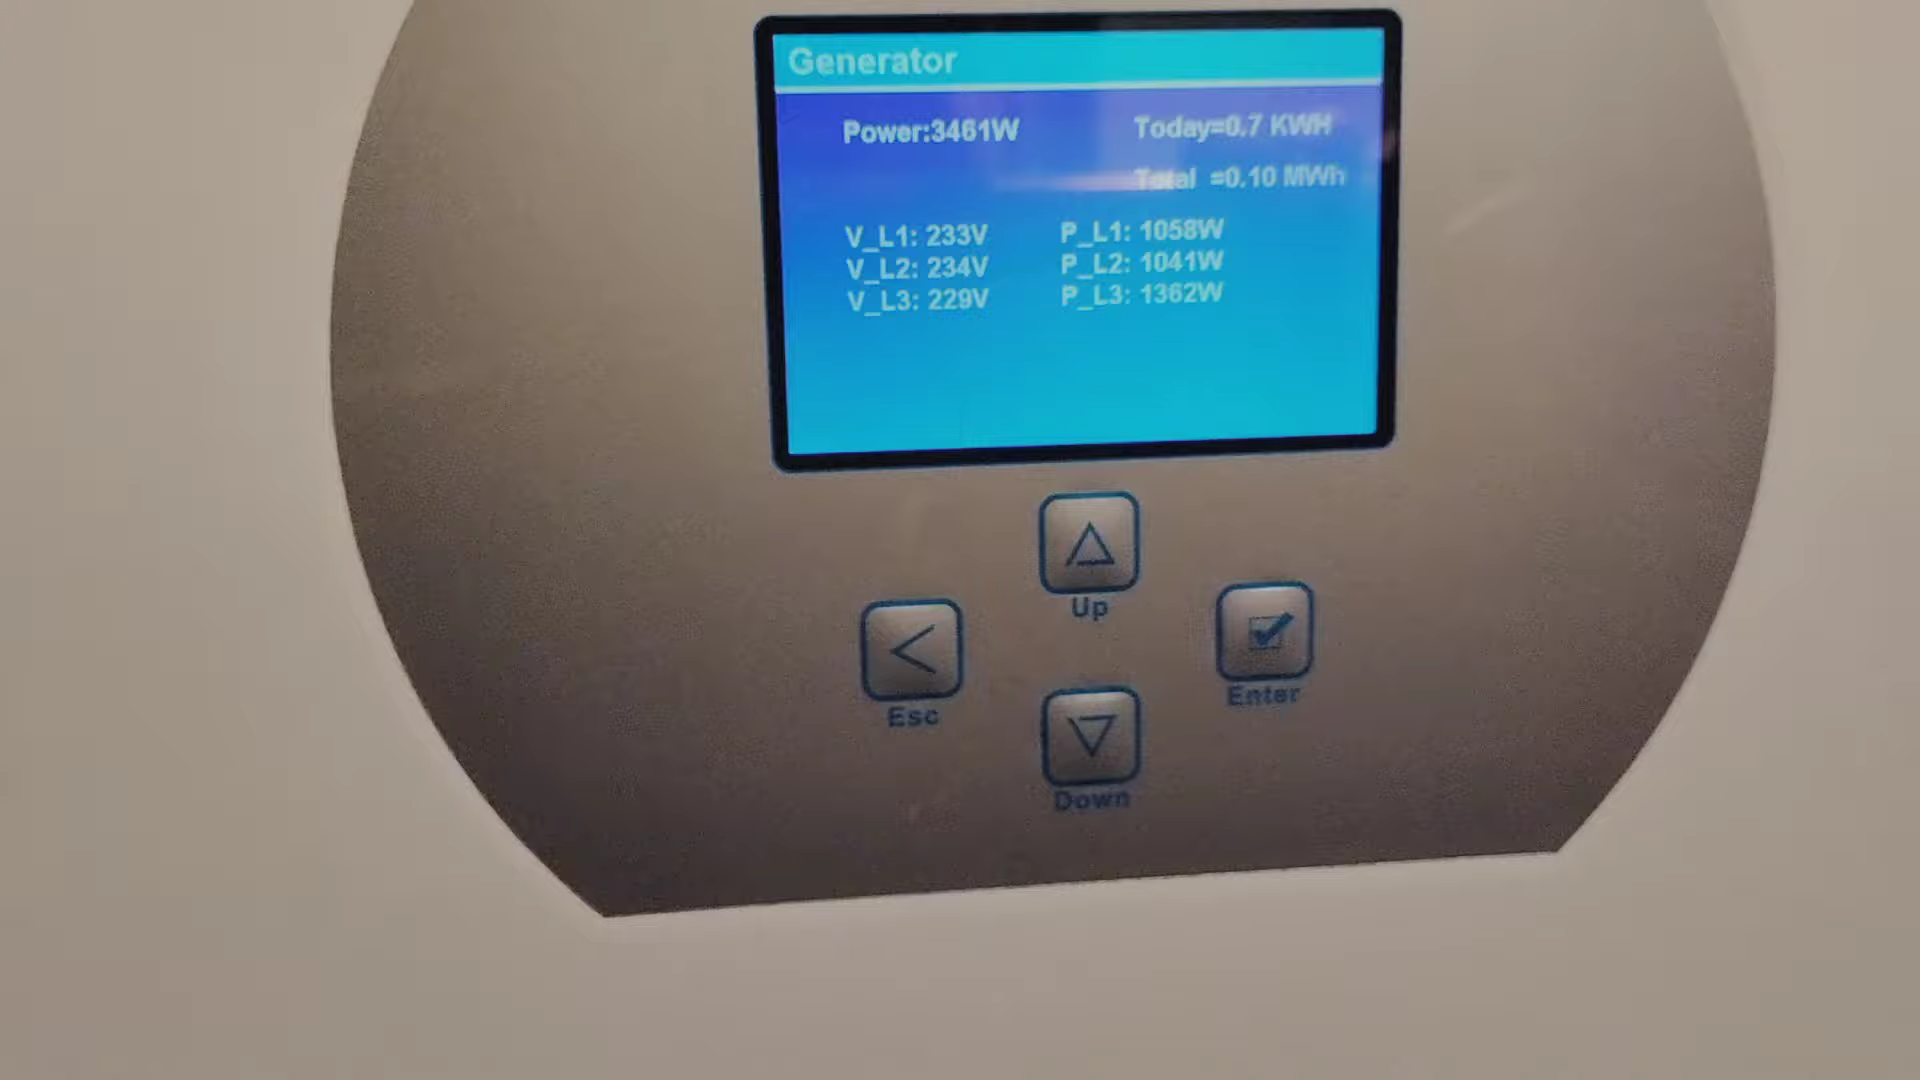 Generator
Power:3461W
Today=0.7 KWH
Total =0.10 MWh
V_L1: 233V
P_L1: 1058W
V_L2: 234V
P_L2: 1041W
V_L3: 229V
P_L3: 1362W
Up
Esc
Enter
Down